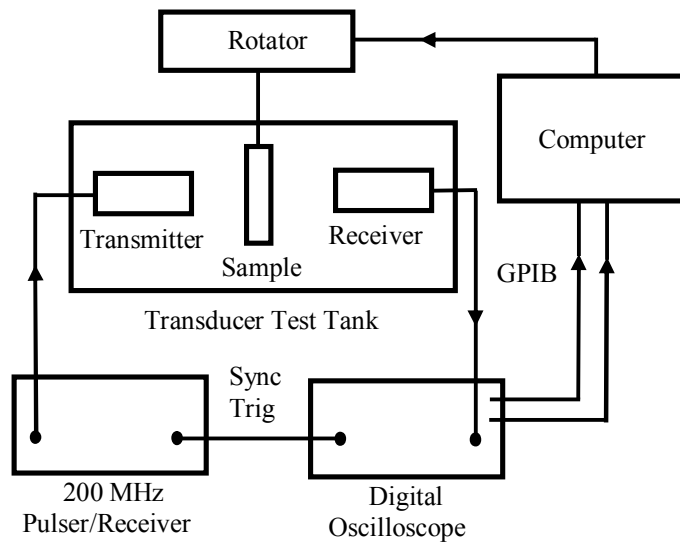 Rotator
Computer
Transmitter
Receiver
Sample
GPIB
Transducer Test Tank
Sync
Trig
200 MHz
Pulser/Receiver
Digital
Oscilloscope